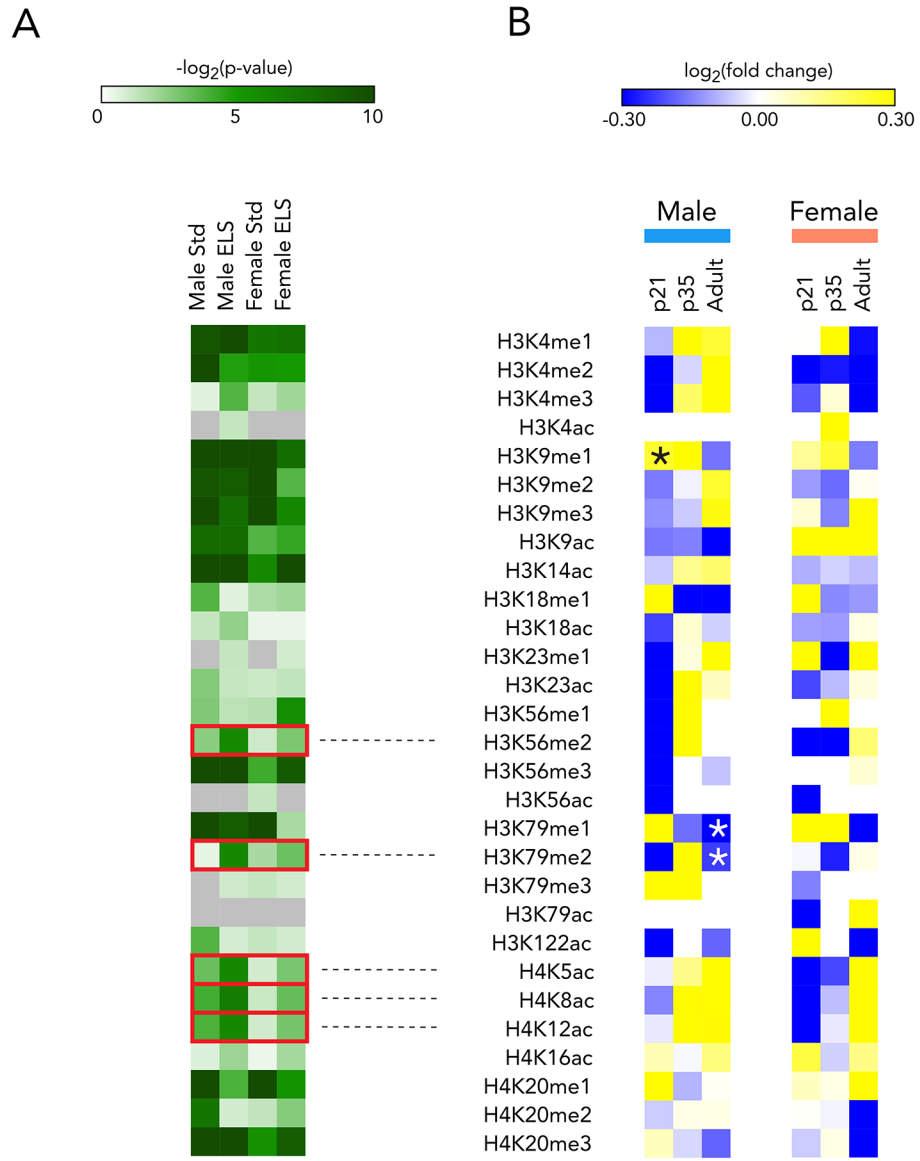 A
-log2(p-value)
0 5 10
Male Std
Male ELS
Female Std
Female ELS
B
log2(fold change)
-0.30 0.00 0.30
Male Female
p21 p35 Adult p21 p35 Adult
H3K4me1
H3K4me2
H3K4me3
H3K4ac
H3K9me1 *
H3K9me2
H3K9me3
H3K9ac
H3K14ac
H3K18me1
H3K18ac
H3K23me1
H3K23ac
H3K56me1
H3K56me2
H3K56me3
H3K56ac
H3K79me1 *
H3K79me2 *
H3K79me3
H3K79ac
H3K122ac
H4K5ac
H4K8ac
H4K12ac
H4K16ac
H4K20me1
H4K20me2
H4K20me3